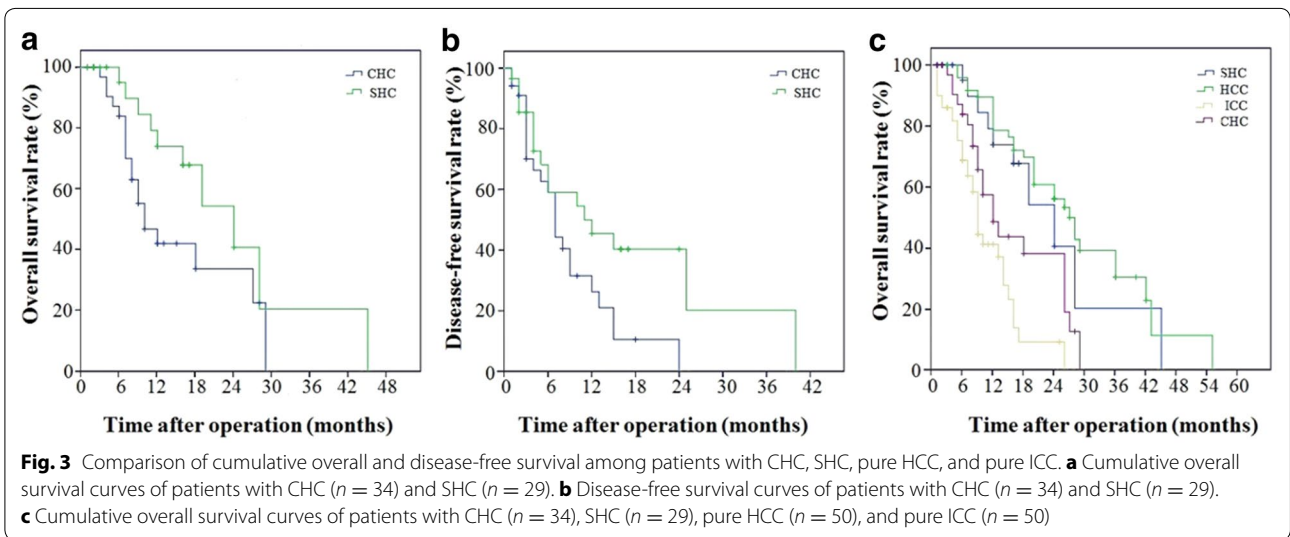 a
Overall survival rate (%)
100
80
60
40
20
0
0 6 12 18 24 30 36 42 48
Time after operation (months)
CHC
SHC
b
Disease-free survival rate (%)
100
80
60
40
20
0
0 6 12 18 24 30 36 42
Time after operation (months)
CHC
SHC
c
Overall survival rate (%)
100
80
60
40
20
0
0 6 12 18 24 30 36 42 48 54 60
Time after operation (months)
SHC
HCC
ICC
CHC
Fig. 3 Comparison of cumulative overall and disease-free survival among patients with CHC, SHC, pure HCC, and pure ICC. a Cumulative overall
survival curves of patients with CHC (n = 34) and SHC (n = 29). b Disease-free survival curves of patients with CHC (n = 34) and SHC (n = 29).
c Cumulative overall survival curves of patients with CHC (n = 34), SHC (n = 29), pure HCC (n = 50), and pure ICC (n = 50)